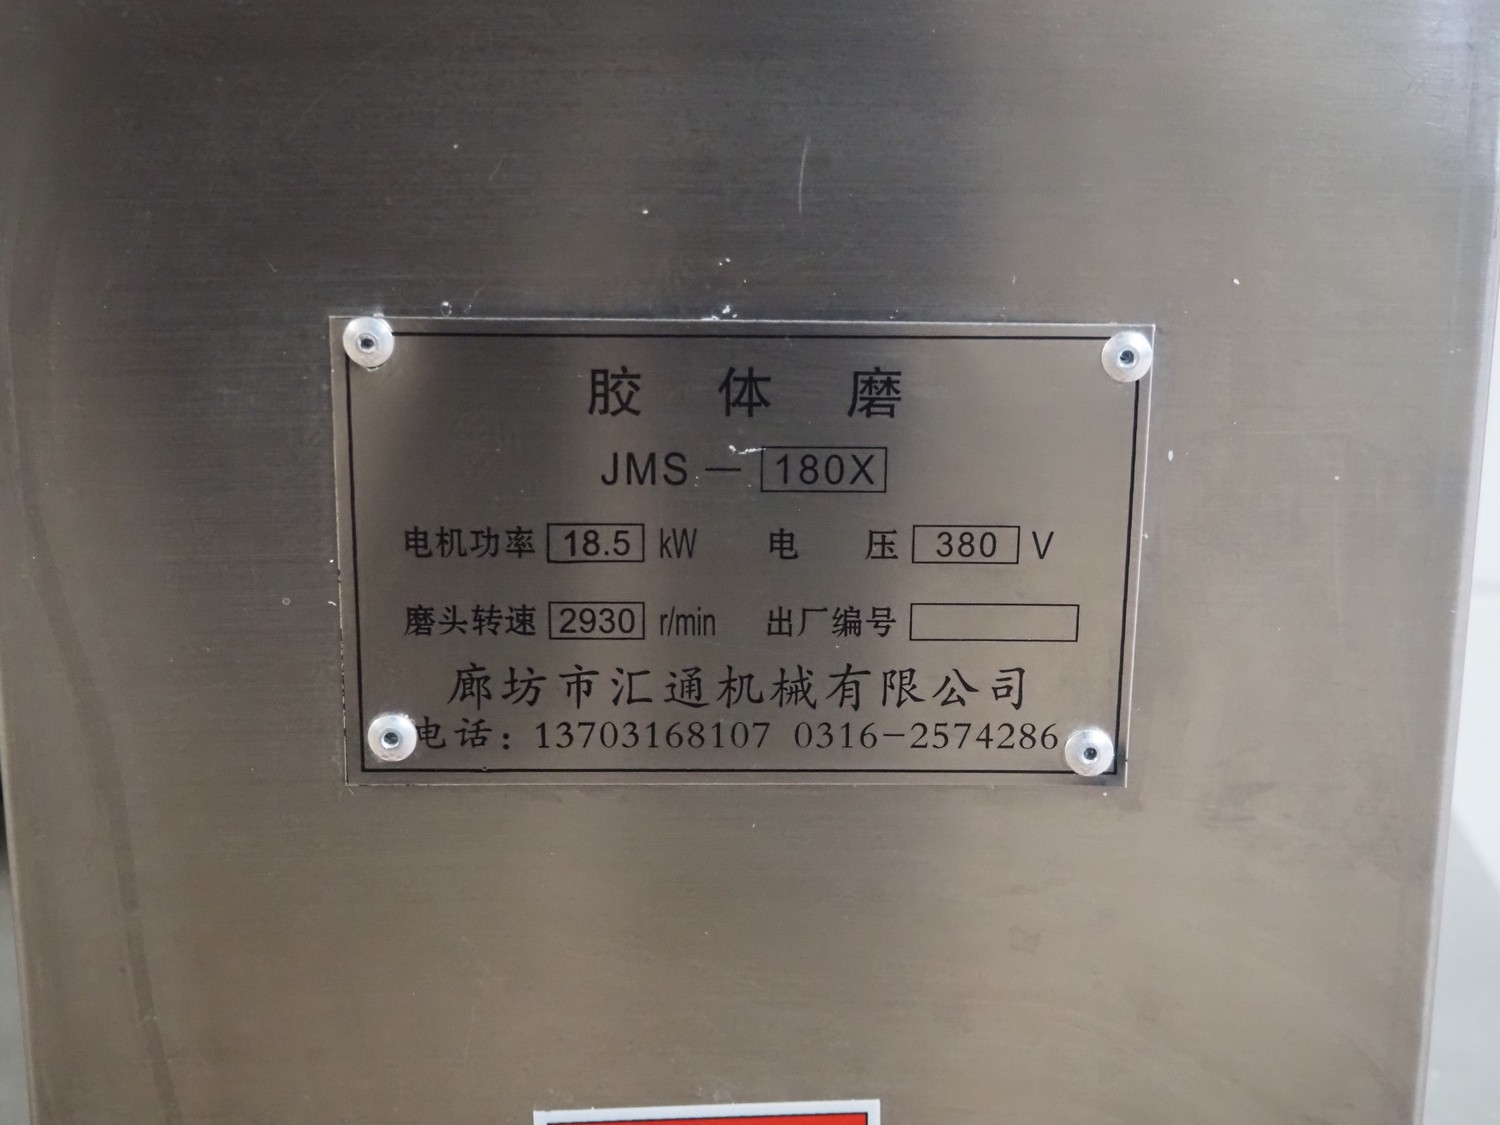 胶体磨
JMS—180X
电机功率 18.5 kW 电压 380 V
磨头转速 2930 r/min 出厂编号
廊坊市汇通机械有限公司
电话：13703168107 0316-2574286